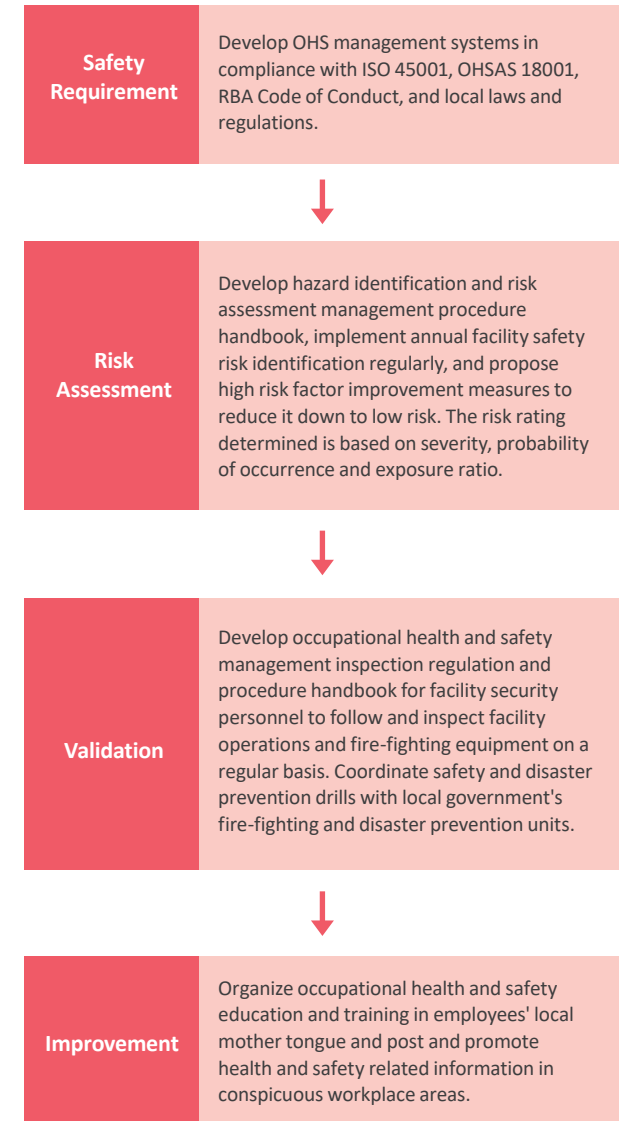 Safety
Requirement
Develop OHS management systems in
compliance with ISO 45001, OHSAS 18001,
RBA Code of Conduct, and local laws and
regulations.
Risk
Assessment
Develop hazard identification and risk
assessment management procedure
handbook, implement annual facility safety
risk identification regularly, and propose
high risk factor improvement measures to
reduce it down to low risk. The risk rating
determined is based on severity, probability
of occurrence and exposure ratio.
Validation
Develop occupational health and safety
management inspection regulation and
procedure handbook for facility security
personnel to follow and inspect facility
operations and fire-fighting equipment on a
regular basis. Coordinate safety and disaster
prevention drills with local government's
fire-fighting and disaster prevention units.
Improvement
Organize occupational health and safety
education and training in employees' local
mother tongue and post and promote
health and safety related information in
conspicuous workplace areas.